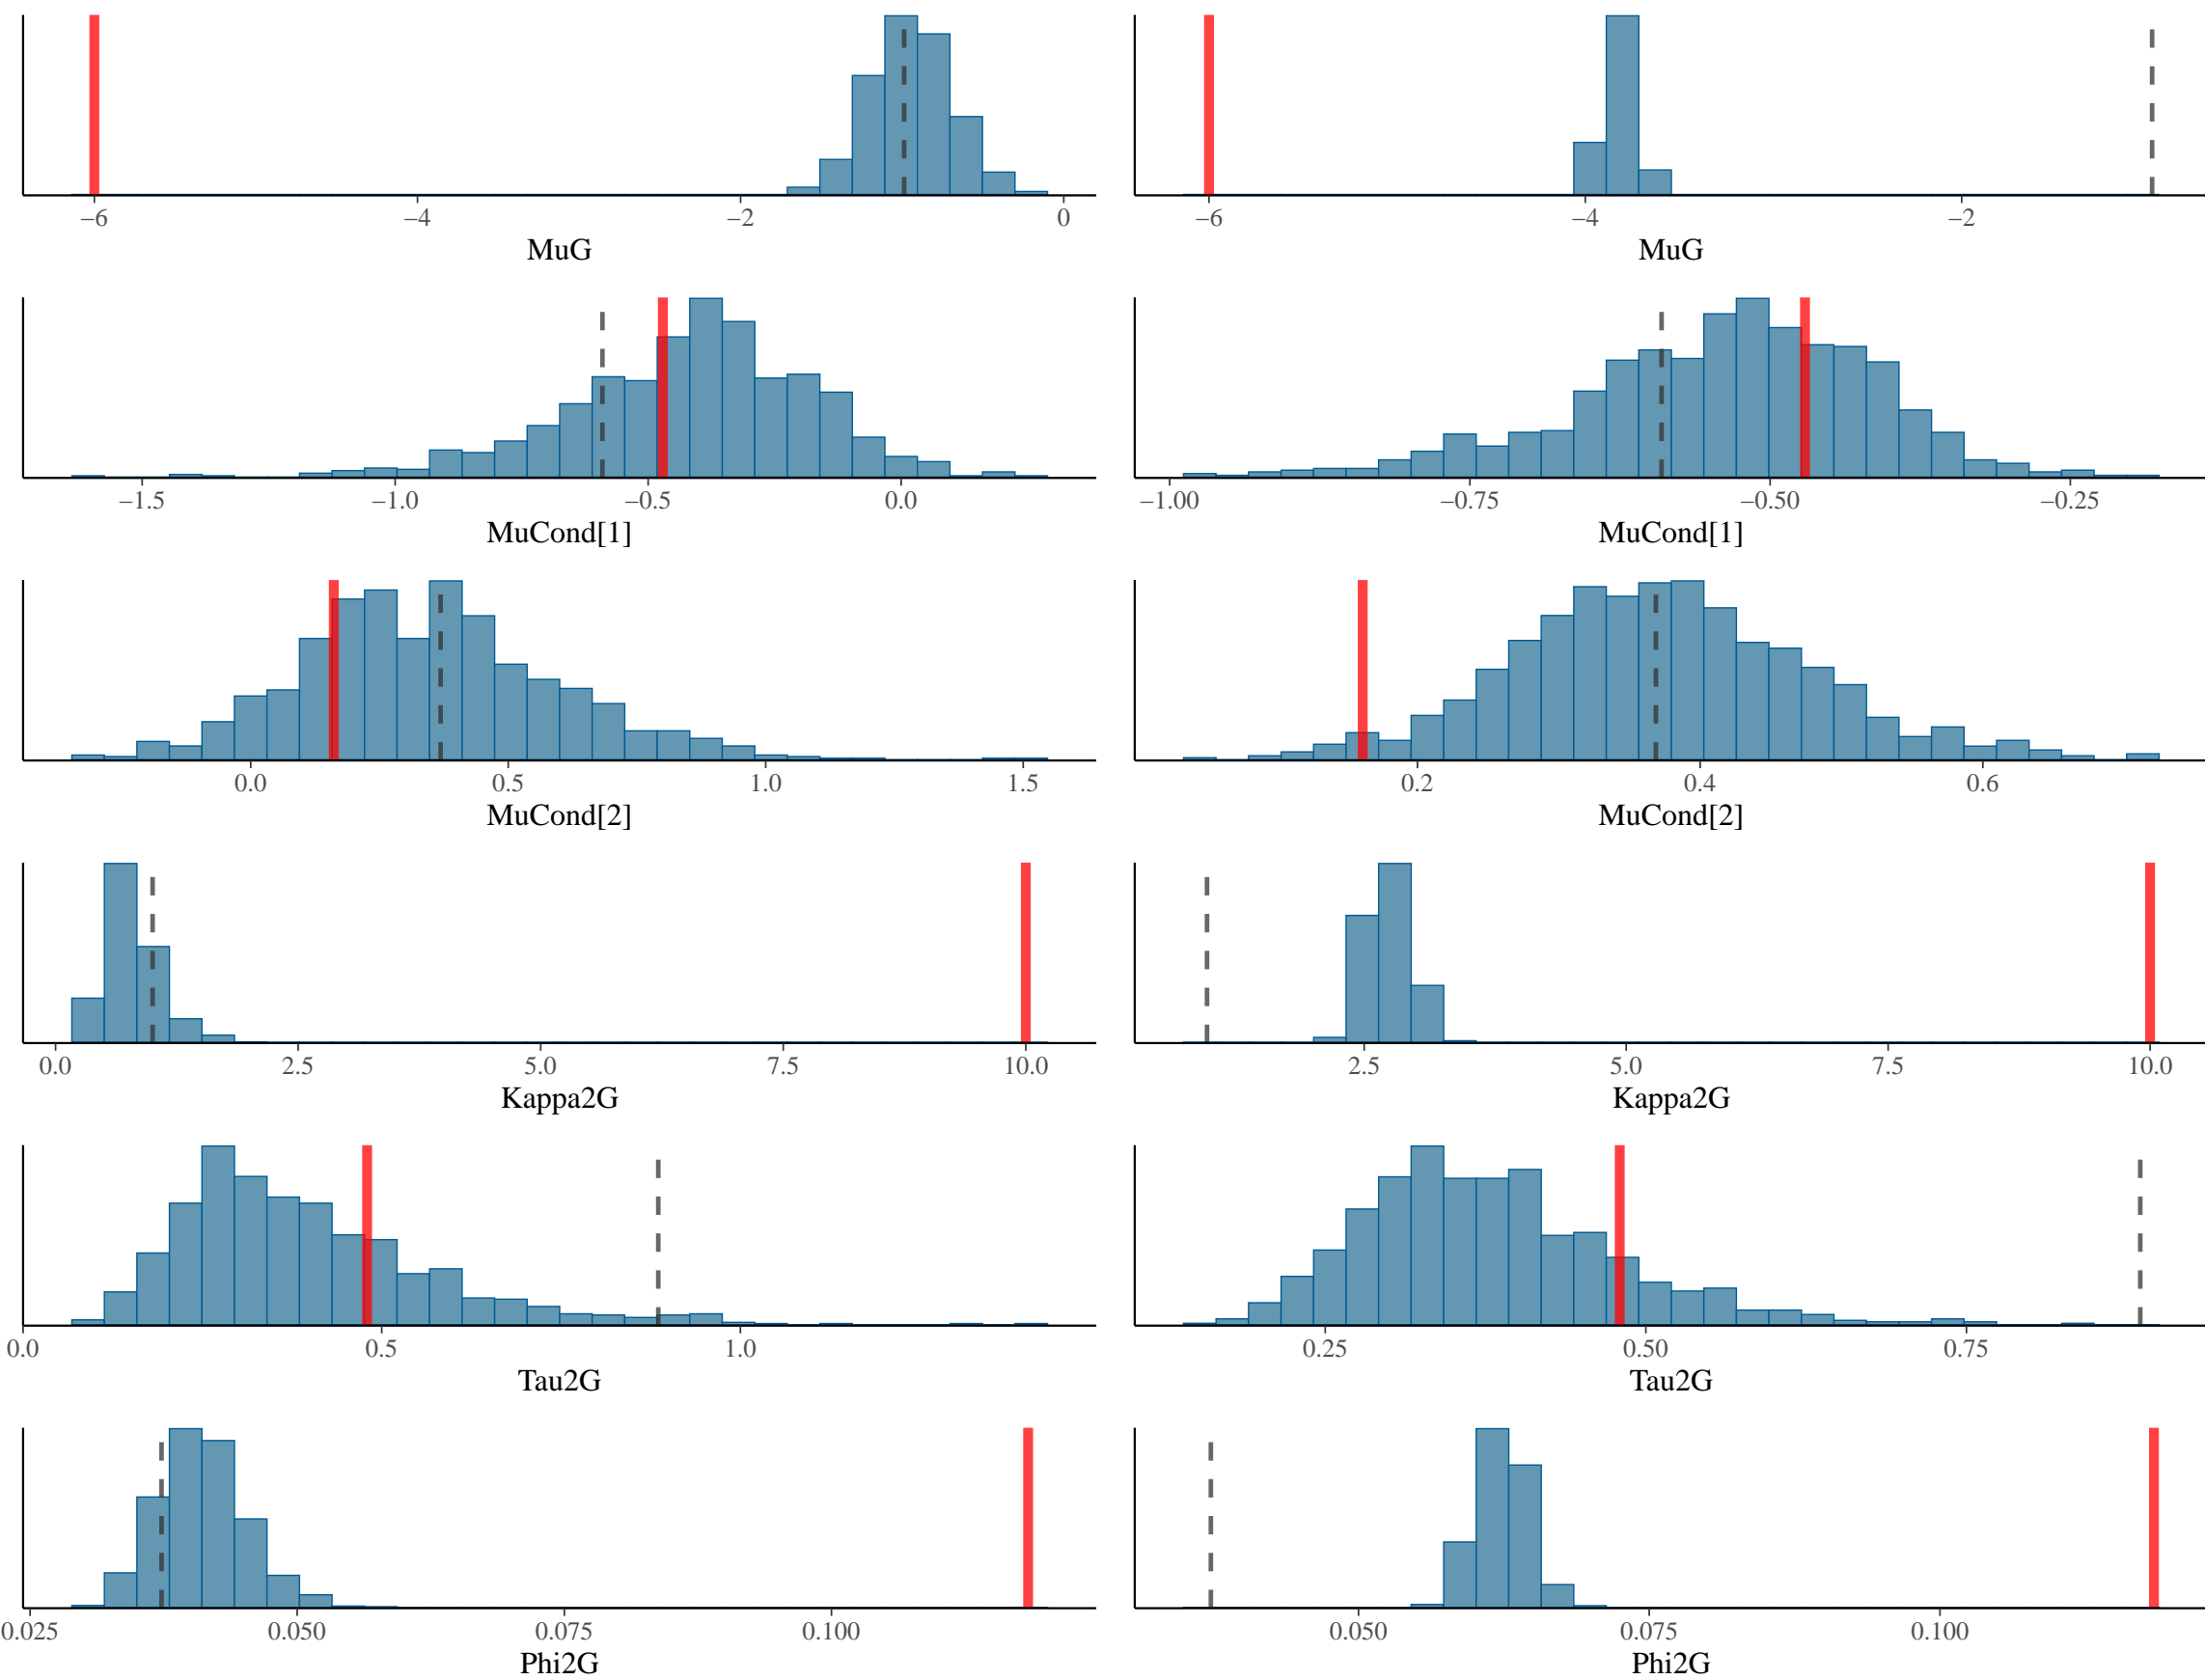 –6 –4 –2 0
MuG
–6 –4 –2
MuG
–1.5 –1.0 –0.5 0.0
MuCond[1]
–1.00 –0.75 –0.50 –0.25
MuCond[1]
0.0 0.5 1.0 1.5
MuCond[2]
0.2 0.4 0.6
MuCond[2]
0.0 2.5 5.0 7.5 10.0
Kappa2G
2.5 5.0 7.5 10.0
Kappa2G
0.0 0.5 1.0
Tau2G
0.25 0.50 0.75
Tau2G
0.025 0.050 0.075 0.100
Phi2G
0.050 0.075 0.100
Phi2G